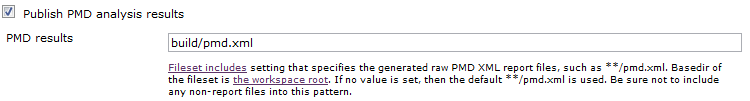 Publish PMD analysis results
PMD results
build/pmd.xml
Fileset includes setting that specifies the generated raw PMD XML report files, such as **/pmd.xml. Basedir of
the fileset is the workspace root. If no value is set, then the default **/pmd.xml is used. Be sure not to include
any non-report files into this pattern.